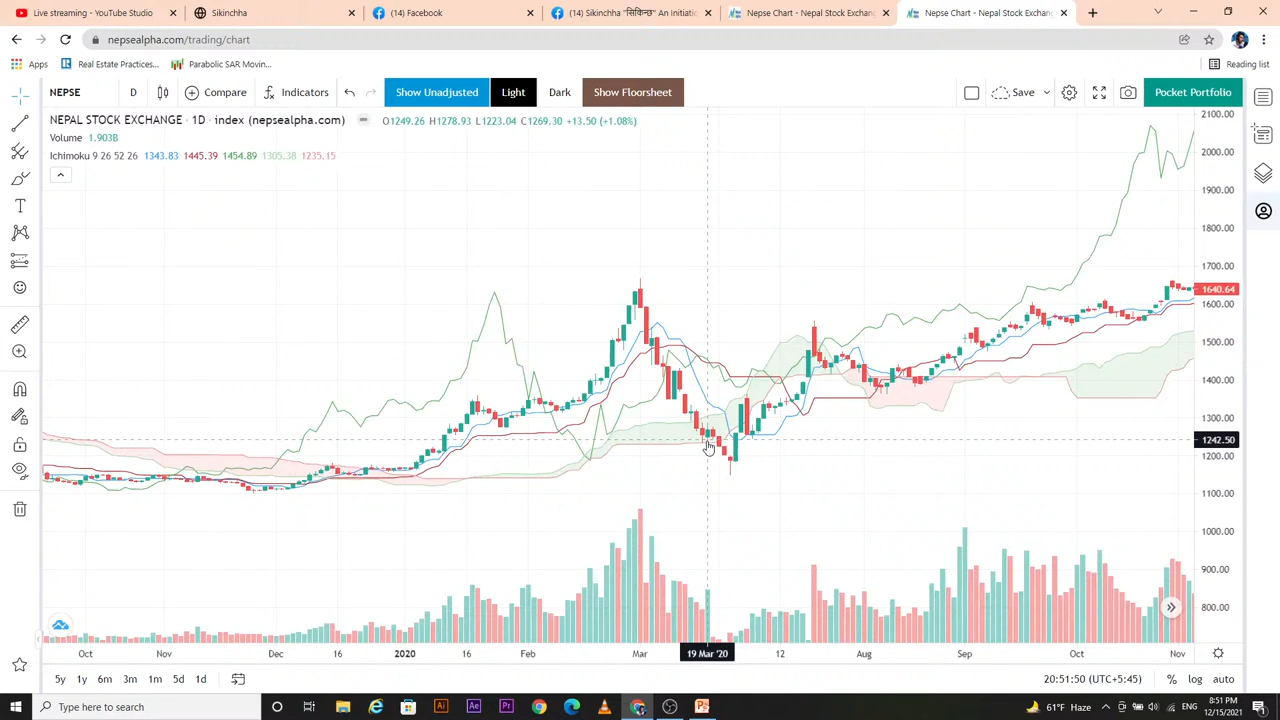 Live streaming - YouTube Studio
Sikinchha
(14) Facebook
(14) Sikinchha "सिकिन्छ" An Initiati
Nepse Chart - Nepal Stock Exchan
Nepse Chart - Nepal Stock Exchan
nepsealpha.com/trading/chart
Apps
Real Estate Practices...
Parabolic SAR Movin...
Reading list
NEPSE
D
Compare
Indicators
Show Unadjusted
Light
Dark
Show Floorsheet
Save
Pocket Portfolio
NEPAL STOCK EXCHANGE · 1D · index (nepsealpha.com)
O1249.26 H1278.93 L1223.04 C1269.30 +13.50 (+1.08%)
Volume 1.903B
Ichimoku 9 26 52 26 1343.83 1445.39 1454.89 1305.38 1235.15
2100.00
2000.00
1900.00
1800.00
1700.00
1640.64
1600.00
1500.00
1400.00
1300.00
1242.50
1200.00
1100.00
1000.00
900.00
800.00
Oct
Nov
Dec
16
2020
16
Feb
Mar
19 Mar '20
12
Aug
Sep
Oct
Nov
5y 1y 6m 3m 1m 5d 1d
20:51:50 (UTC+5:45)
% log auto
Type here to search
Ai
Ae
Pr
61°F Haze
8:51 PM
12/15/2021